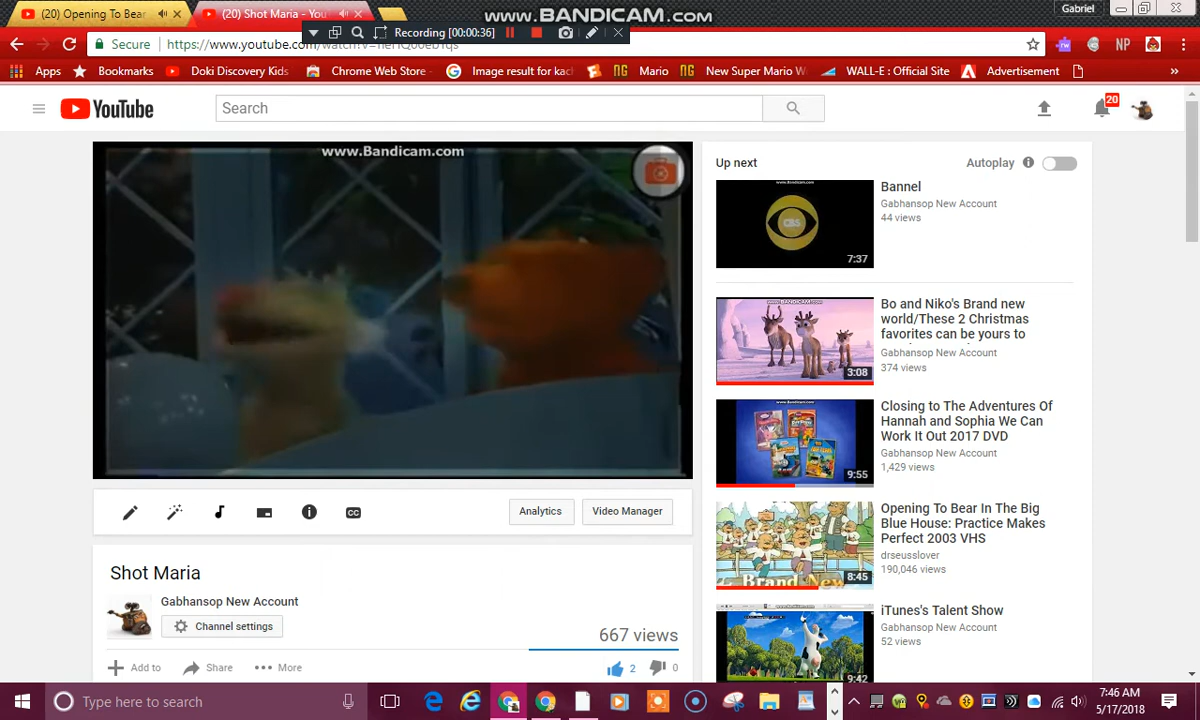 www.BANDICAM.com
(20) Opening To Bear
(20) Shot Maria - You
Gabriel
Recording [00:00:36]
Secure
https://www.youtube.com/watch?v=
Apps
Bookmarks
Doki Discovery Kids
Chrome Web Store
Image result for kac
NG Mario
NG New Super Mario W
WALL-E : Official Site
Advertisement
»
NP
YouTube
Search
20
www.Bandicam.com
Up next
Autoplay
Bannel
Gabhansop New Account
44 views
CBS
7:37
Bo and Niko's Brand new
world/These 2 Christmas
favorites can be yours to
Gabhansop New Account
374 views
3:08
Closing to The Adventures Of
Hannah and Sophia We Can
Work It Out 2017 DVD
Gabhansop New Account
1,429 views
9:55
Opening To Bear In The Big
Blue House: Practice Makes
Perfect 2003 VHS
drseusslover
190,046 views
Brand New
8:45
iTunes's Talent Show
Gabhansop New Account
52 views
9:42
CC
Analytics
Video Manager
Shot Maria
Gabhansop New Account
Channel settings
667 views
Add to
Share
More
2
0
Type here to search
7:46 AM
5/17/2018